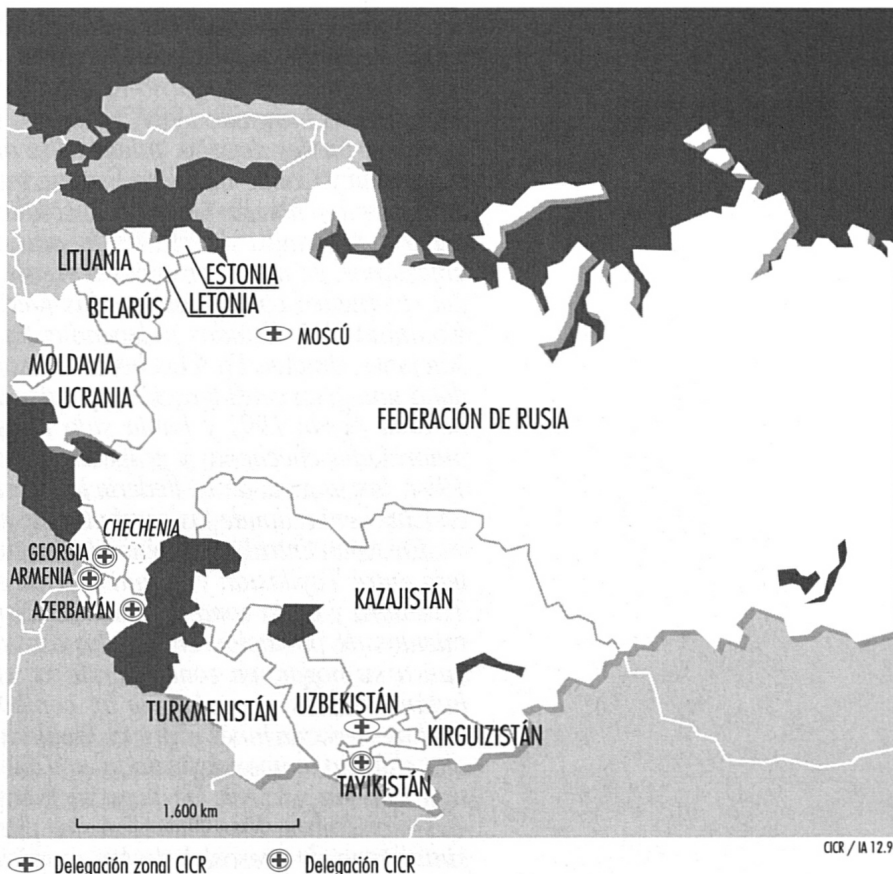 LITUANIA
ESTONIA
LETONIA
BELARÚS
MOSCÚ
MOLDAVIA
UCRANIA
FEDERACIÓN DE RUSIA
CHECHENIA
GEORGIA
ARMENIA
AZERBAIYÁN
KAZAJISTÁN
UZBEKISTÁN
TURKMENISTÁN
KIRGUIZISTÁN
TAYIKISTÁN
1.600 km
CICR / IA 12.9
Delegación zonal CICR
Delegación CICR